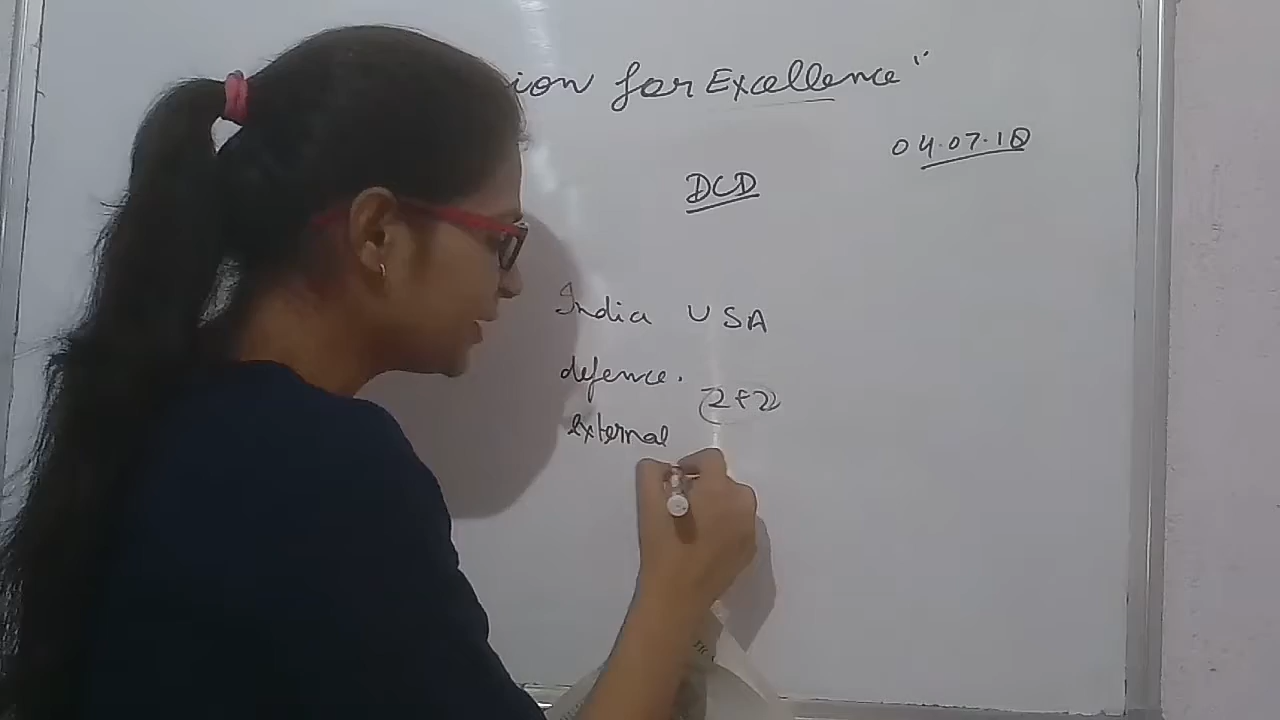 ion for Excellence"
04.07.18
DCD
India USA
defence.
2+2
external